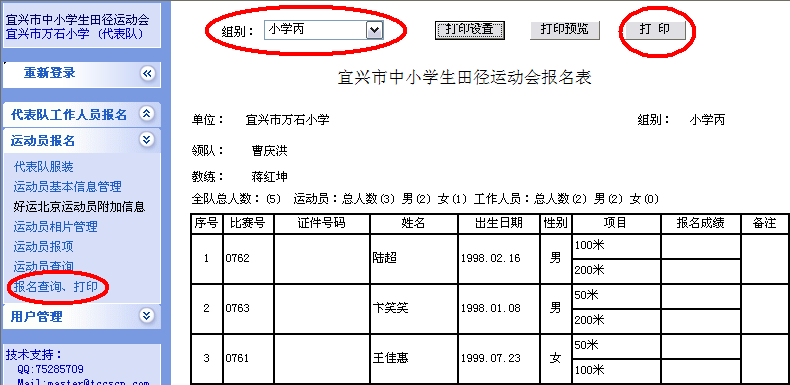 宜兴市中小学生田径运动会
宜兴市万石小学（代表队）
重新登录
代表队工作人员报名
运动员报名
代表队服装
运动员基本信息管理
好运北京运动员附加信息
运动员相片管理
运动员报项
运动员查询
报名查询、打印
用户管理
技术支持：
QQ:75285709
Mail:master@tccscn.com
组别： 小学丙 打印设置 打印预览 打 印
宜兴市中小学生田径运动会报名表
单位： 宜兴市万石小学 组别： 小学丙
领队： 曹庆洪
教练： 蒋红坤
全队总人数：(5) 运动员：总人数(3) 男(2) 女(1) 工作人员：总人数(2) 男(2) 女(0)
序号 比赛号 证件号码 姓名 出生日期 性别 项目 报名成绩 备注
1 0762 陆超 1998.02.16 男 100米
200米
2 0763 卞笑笑 1998.01.08 男 50米
200米
3 0761 王佳惠 1999.07.23 女 50米
100米